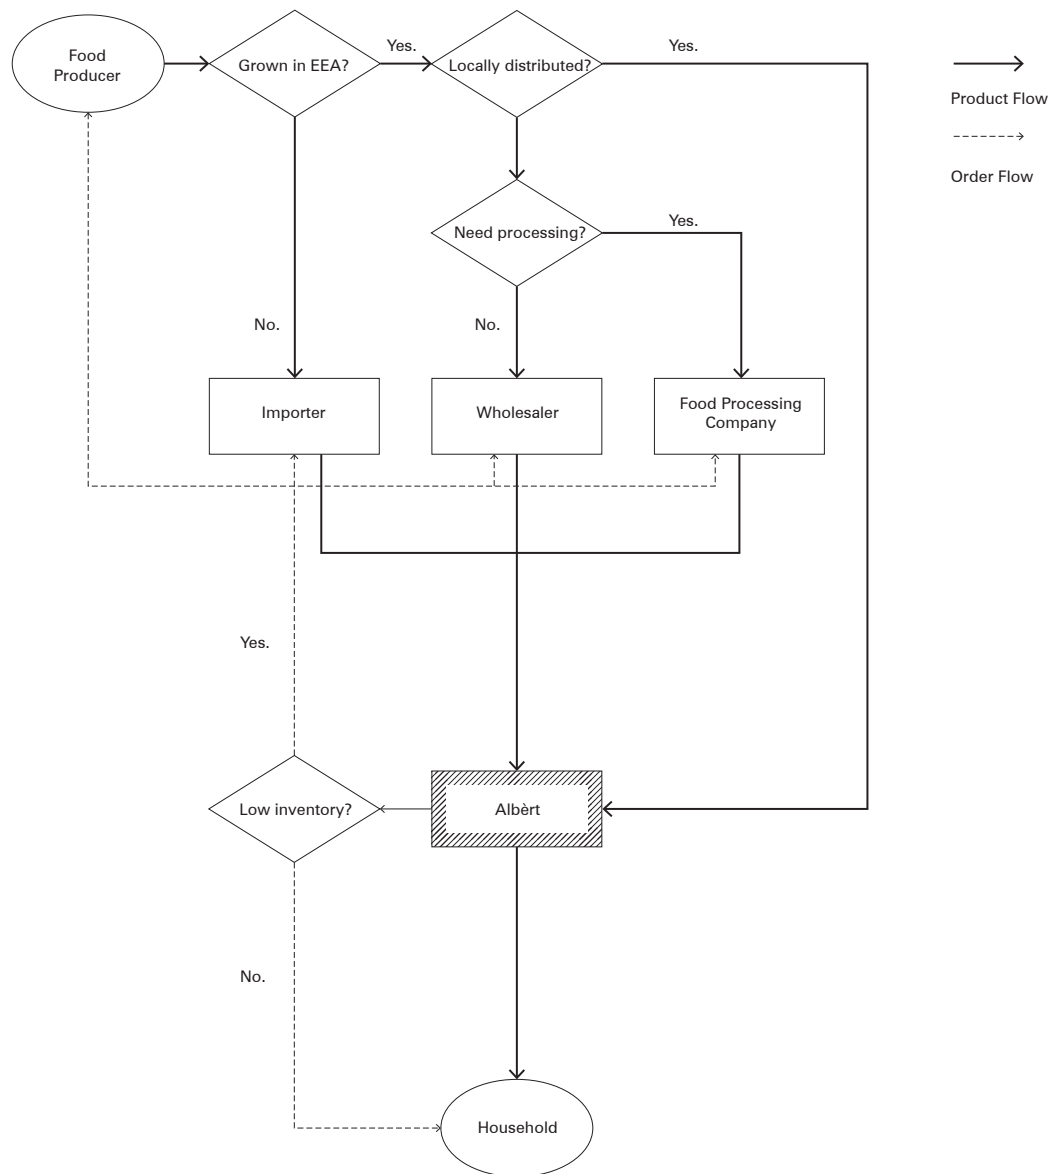 Food
Producer
Grown in EEA?
Yes.
Locally distributed?
Yes.
Product Flow
Order Flow
Need processing?
Yes.
No.
No.
Importer
Wholesaler
Food Processing
Company
Yes.
Low inventory?
Albèrt
No.
Household